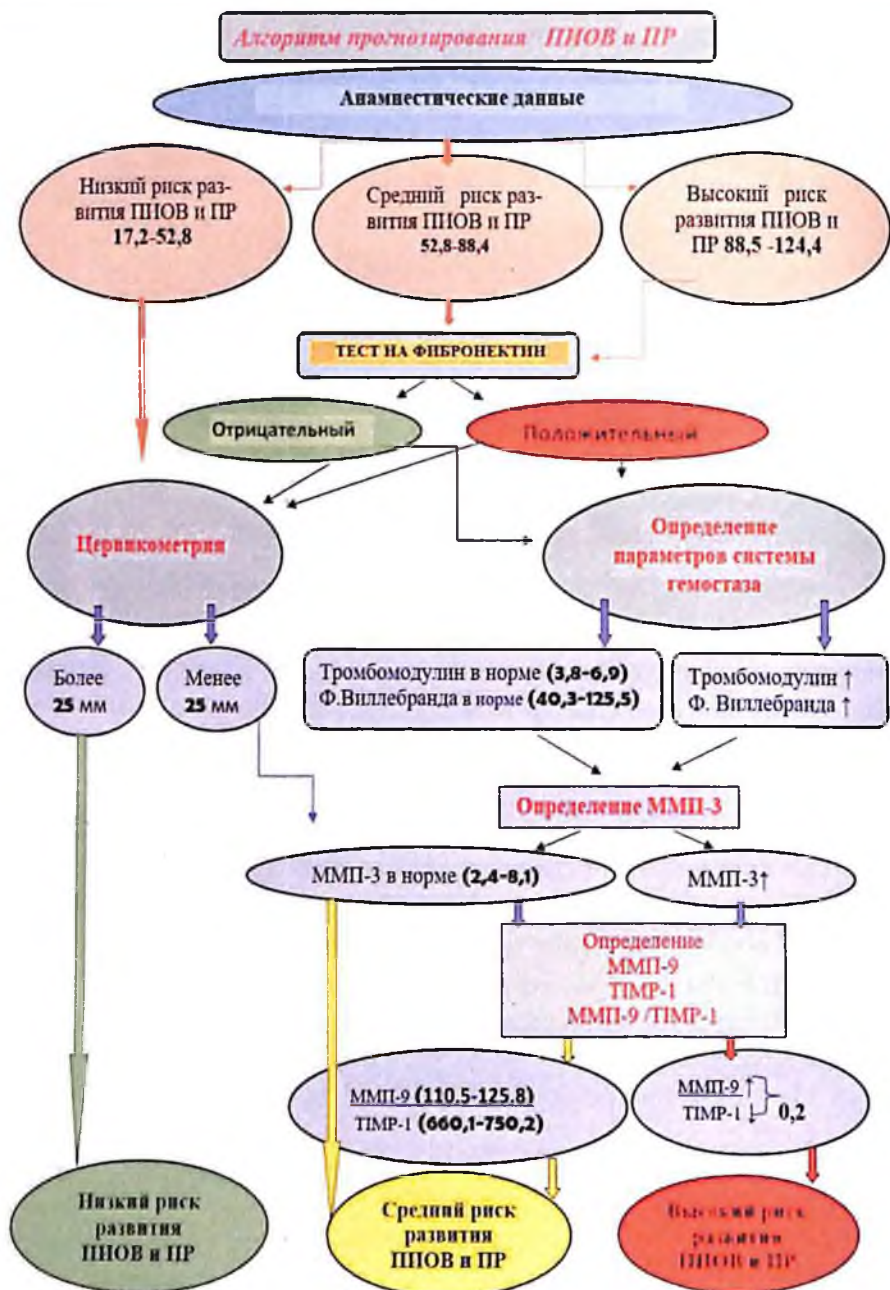 Алгоритм прогнозирования ПИОВ и ПР
Анамнестические данные
Низкий риск раз-
вития ПИОВ и ПР
17,2-52,8
Средний риск раз-
вития ПИОВ и ПР
52,8-88,4
Высокий риск
развития ПИОВ и
ПР 88,5 -124,4
ТЕСТ НА ФИБРОНЕКТИН
Отрицательный
Положительный
Цервикометрия
Определение
параметров системы
гемостаза
Более
25 мм
Менее
25 мм
Тромбомодулин в норме (3,8-6,9)
Ф.Виллебранда в норме (40,3-125,5)
Тромбомодулин ↑
Ф. Виллебранда ↑
Определение ММП-3
ММП-3 в норме (2,4-8,1)
ММП-3↑
Определение
ММП-9
TIMP-1
ММП-9 /TIMP-1
ММП-9 (110.5-125.8)
TIMP-1 (660,1-750,2)
ММП-9 ↑
TIMP-1 ↓
0,2
Низкий риск
развития
ПИОВ и ПР
Средний риск
развития
ПИОВ и ПР
Высокий риск
развития
ПИОВ и ПР